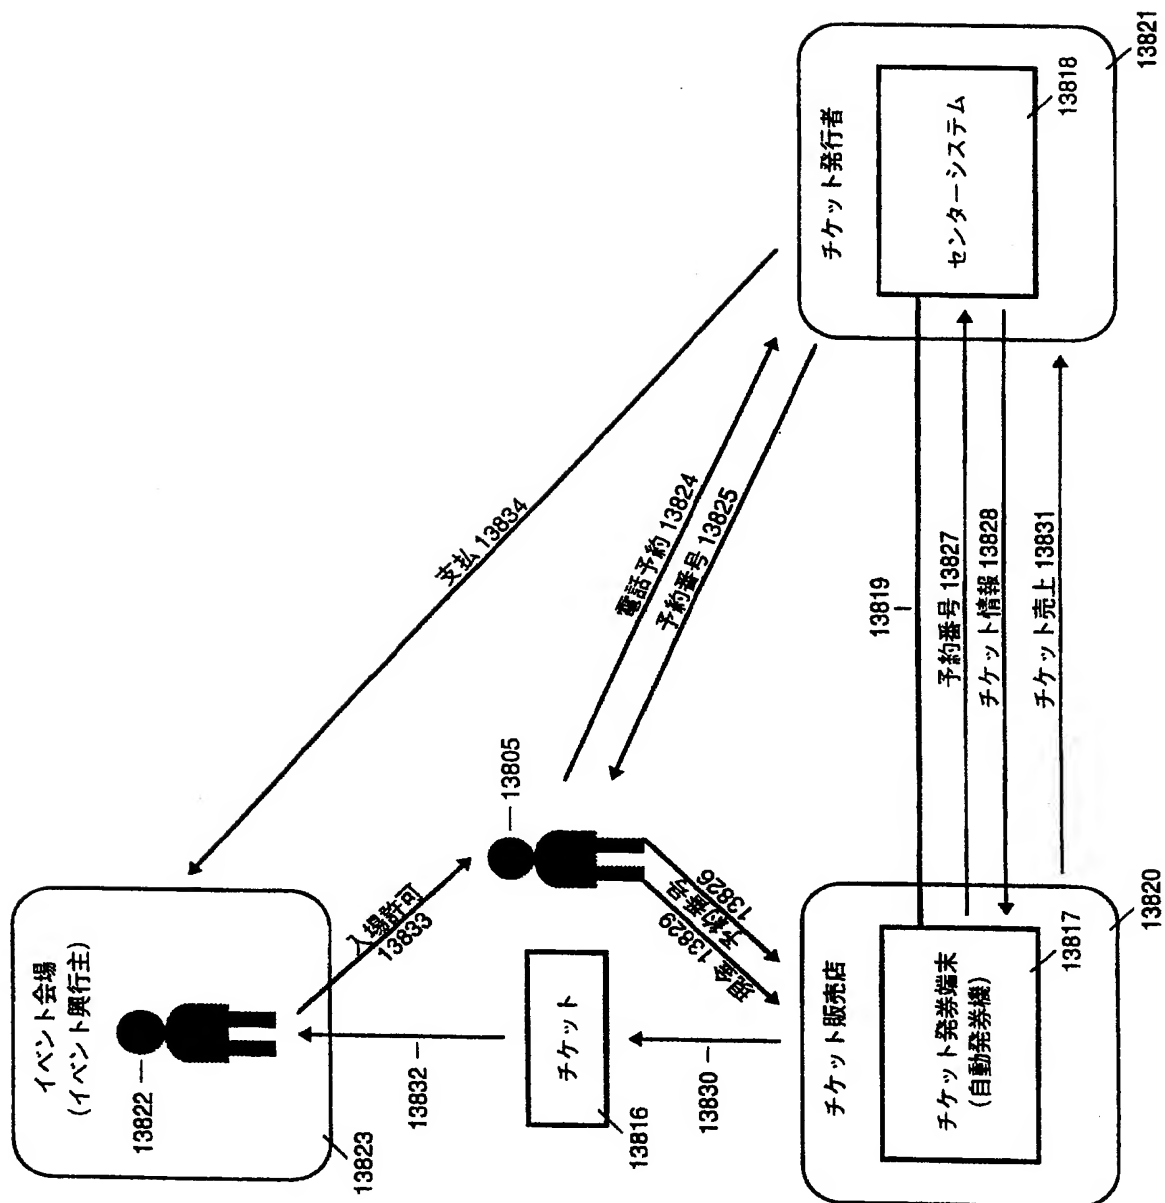 イベント会場
(イベント興行主)
13822
13823
入場許可
13833
13832
チケット
13816
13830
13805
支払 13834
電話予約 13824
予約番号 13825
予約番号
13826
現金
13829
チケット販売店
チケット発券端末
(自動発券機)
13817
13820
13819
予約番号 13827
チケット情報 13828
チケット売上 13831
チケット発行者
センターシステム
13818
13821